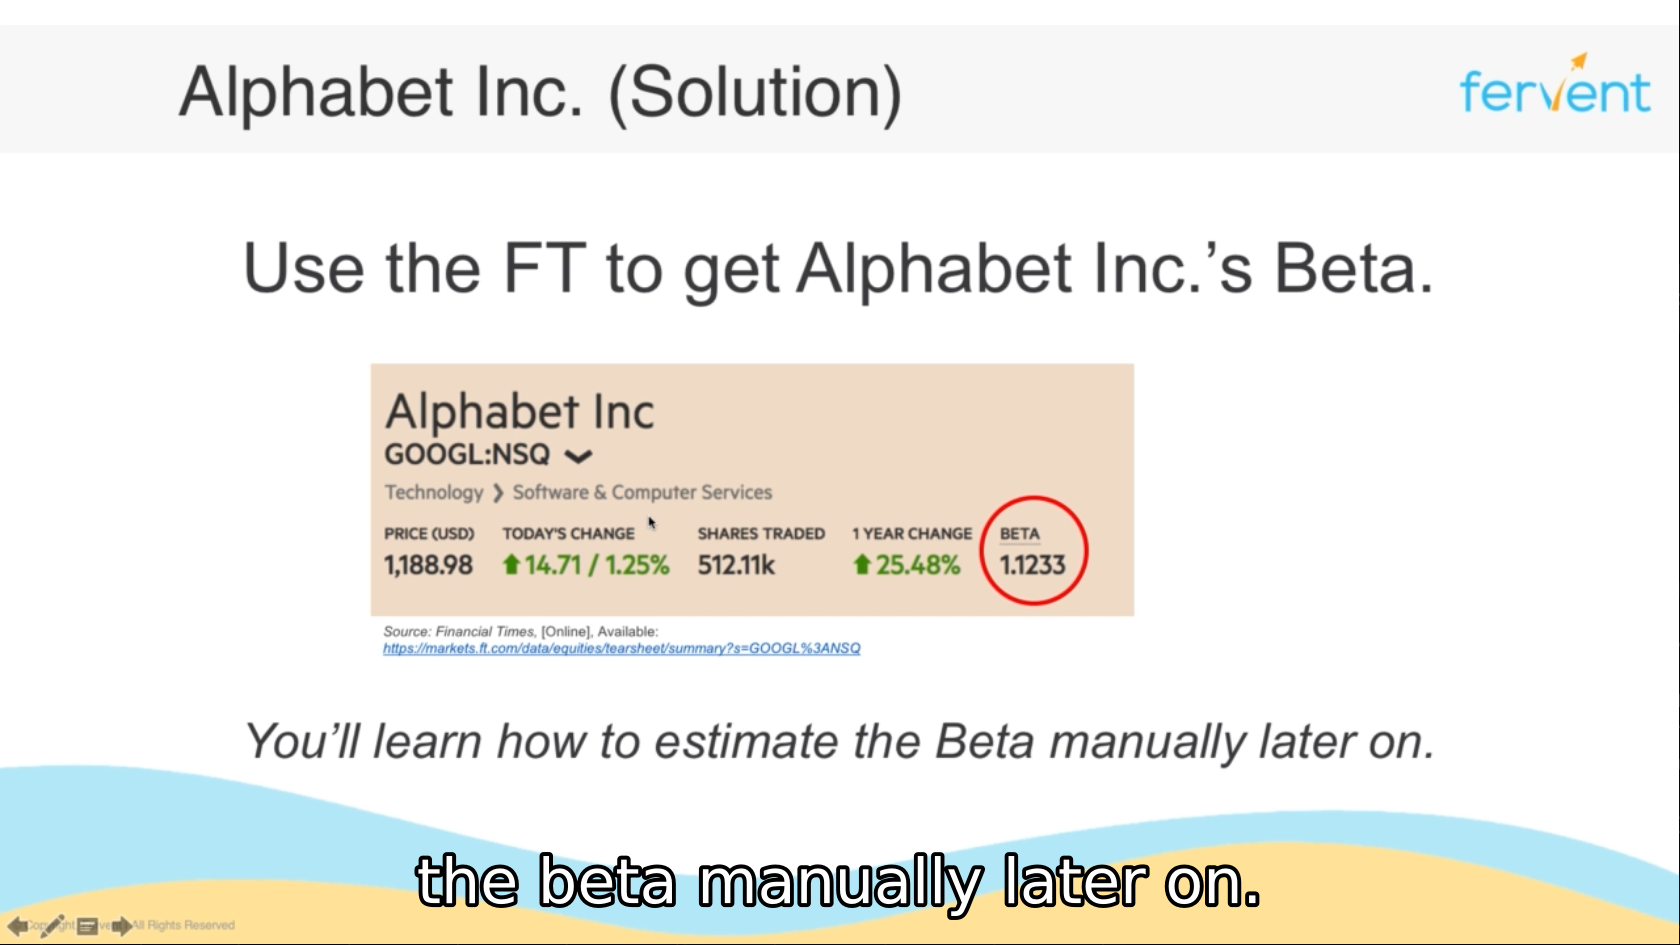 Alphabet Inc. (Solution)
fervent
Use the FT to get Alphabet Inc.’s Beta.
Alphabet Inc
GOOGL:NSQ
Technology ❯ Software & Computer Services
PRICE (USD) TODAY'S CHANGE SHARES TRADED 1 YEAR CHANGE BETA
1,188.98 14.71 / 1.25% 512.11k 25.48% 1.1233
Source: Financial Times, [Online], Available:
https://markets.ft.com/data/equities/tearsheet/summary?s=GOOGL%3ANSQ
You’ll learn how to estimate the Beta manually later on.
the beta manually later on.
All Rights Reserved